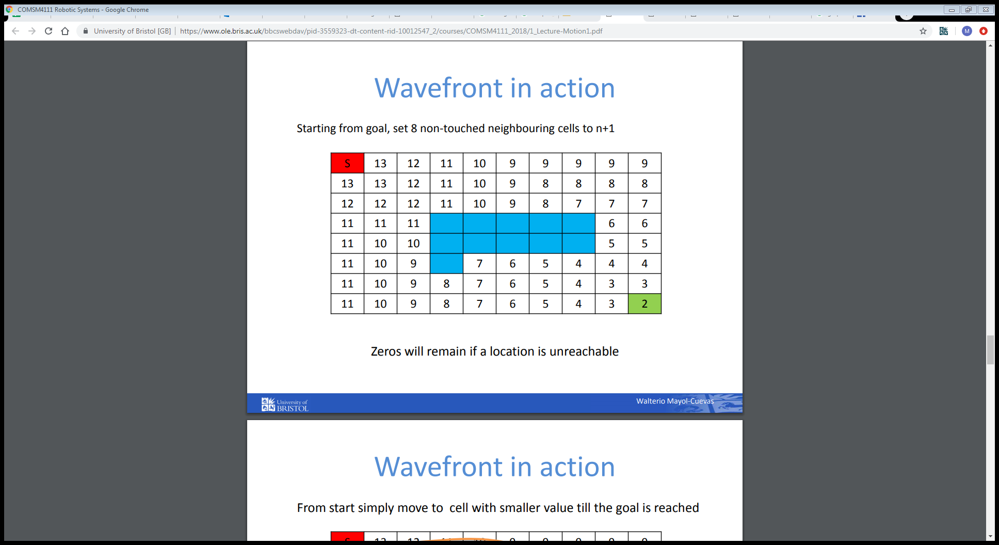 COMSM4111 Robotic Systems - Google Chrome
University of Bristol [GB] https://www.ole.bris.ac.uk/bbcswebdav/pid-3559323-dt-content-rid-10012547_2/courses/COMSM4111_2018/1_Lecture-Motion1.pdf M
Wavefront in action
Starting from goal, set 8 non-touched neighbouring cells to n+1
S 13 12 11 10 9 9 9 9 9
13 13 12 11 10 9 8 8 8 8
12 12 12 11 10 9 8 7 7 7
11 11 11 6 6
11 10 10 5 5
11 10 9 7 6 5 4 4 4
11 10 9 8 7 6 5 4 3 3
11 10 9 8 7 6 5 4 3 2
Zeros will remain if a location is unreachable
University of
BRISTOL
Walterio Mayol-Cuevas
Wavefront in action
From start simply move to  cell with smaller value till the goal is reached